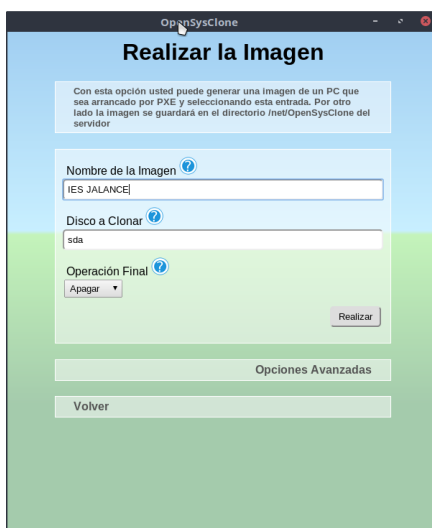 OpenSysClone
Realizar la Imagen
Con esta opción usted puede generar una imagen de un PC que
sea arrancado por PXE y seleccionando esta entrada. Por otro
lado la imagen se guardará en el directorio /net/OpenSysClone del
servidor
Nombre de la Imagen ?
IES JALANCE
Disco a Clonar ?
sda
Operación Final ?
Apagar
Realizar
Opciones Avanzadas
Volver